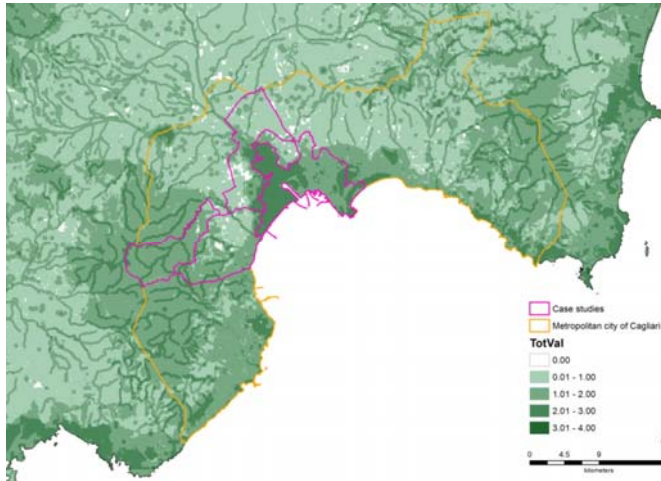 Case studies
Metropolitan city of Cagliari
TotVal
0.00
0.01 - 1.00
1.01 - 2.00
2.01 - 3.00
3.01 - 4.00
0 4.5 9
kilometers